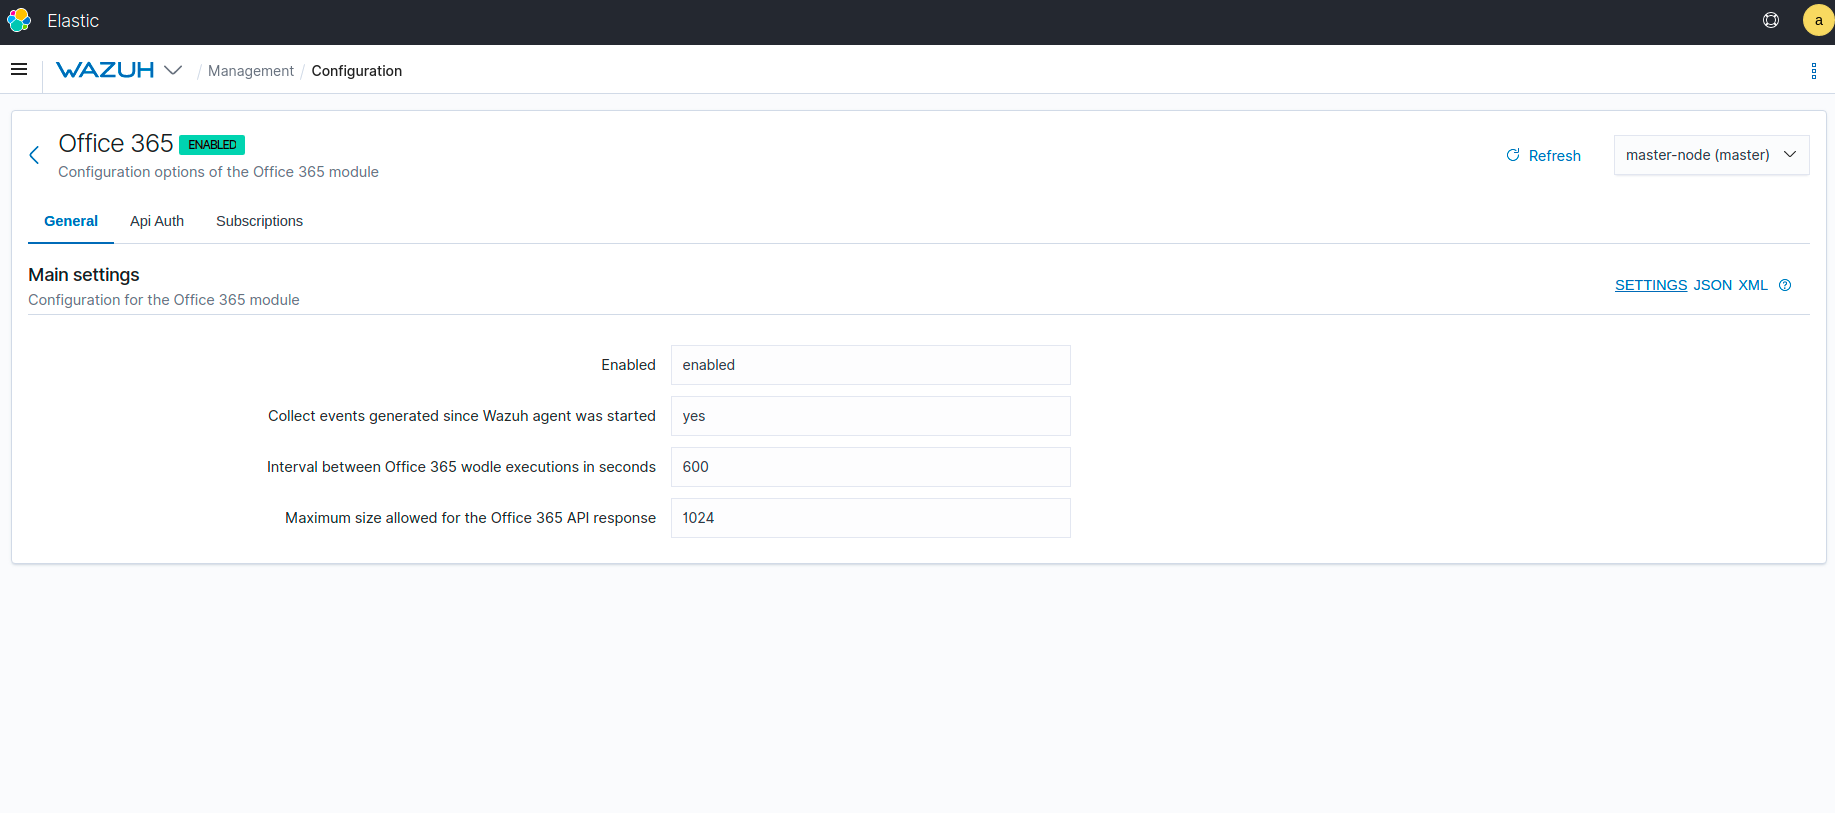 Elastic
a
WAZUH / Management / Configuration
Office 365 ENABLED
Configuration options of the Office 365 module
Refresh
master-node (master)
General Api Auth Subscriptions
Main settings
Configuration for the Office 365 module
SETTINGS JSON XML
Enabled enabled
Collect events generated since Wazuh agent was started yes
Interval between Office 365 wodle executions in seconds 600
Maximum size allowed for the Office 365 API response 1024